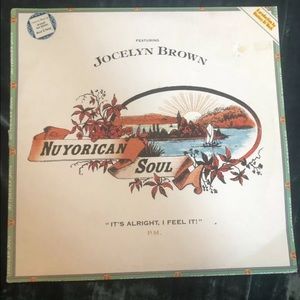 FEATURING
JOCELYN BROWN
NUYORICAN
SOUL
"IT'S ALRIGHT, I FEEL IT!"
P.M.